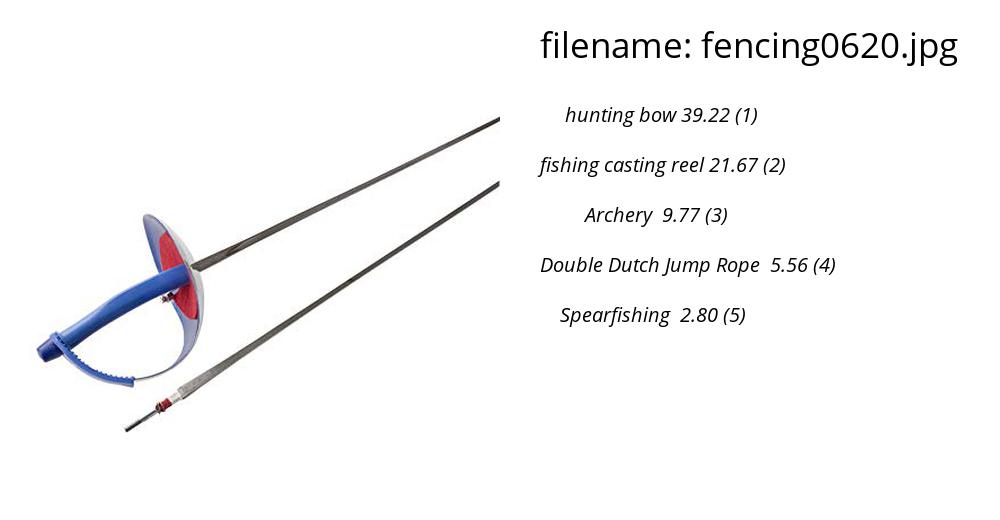 filename: fencing0620.jpg
hunting bow 39.22 (1)
fishing casting reel 21.67 (2)
Archery 9.77 (3)
Double Dutch Jump Rope 5.56 (4)
Spearfishing 2.80 (5)